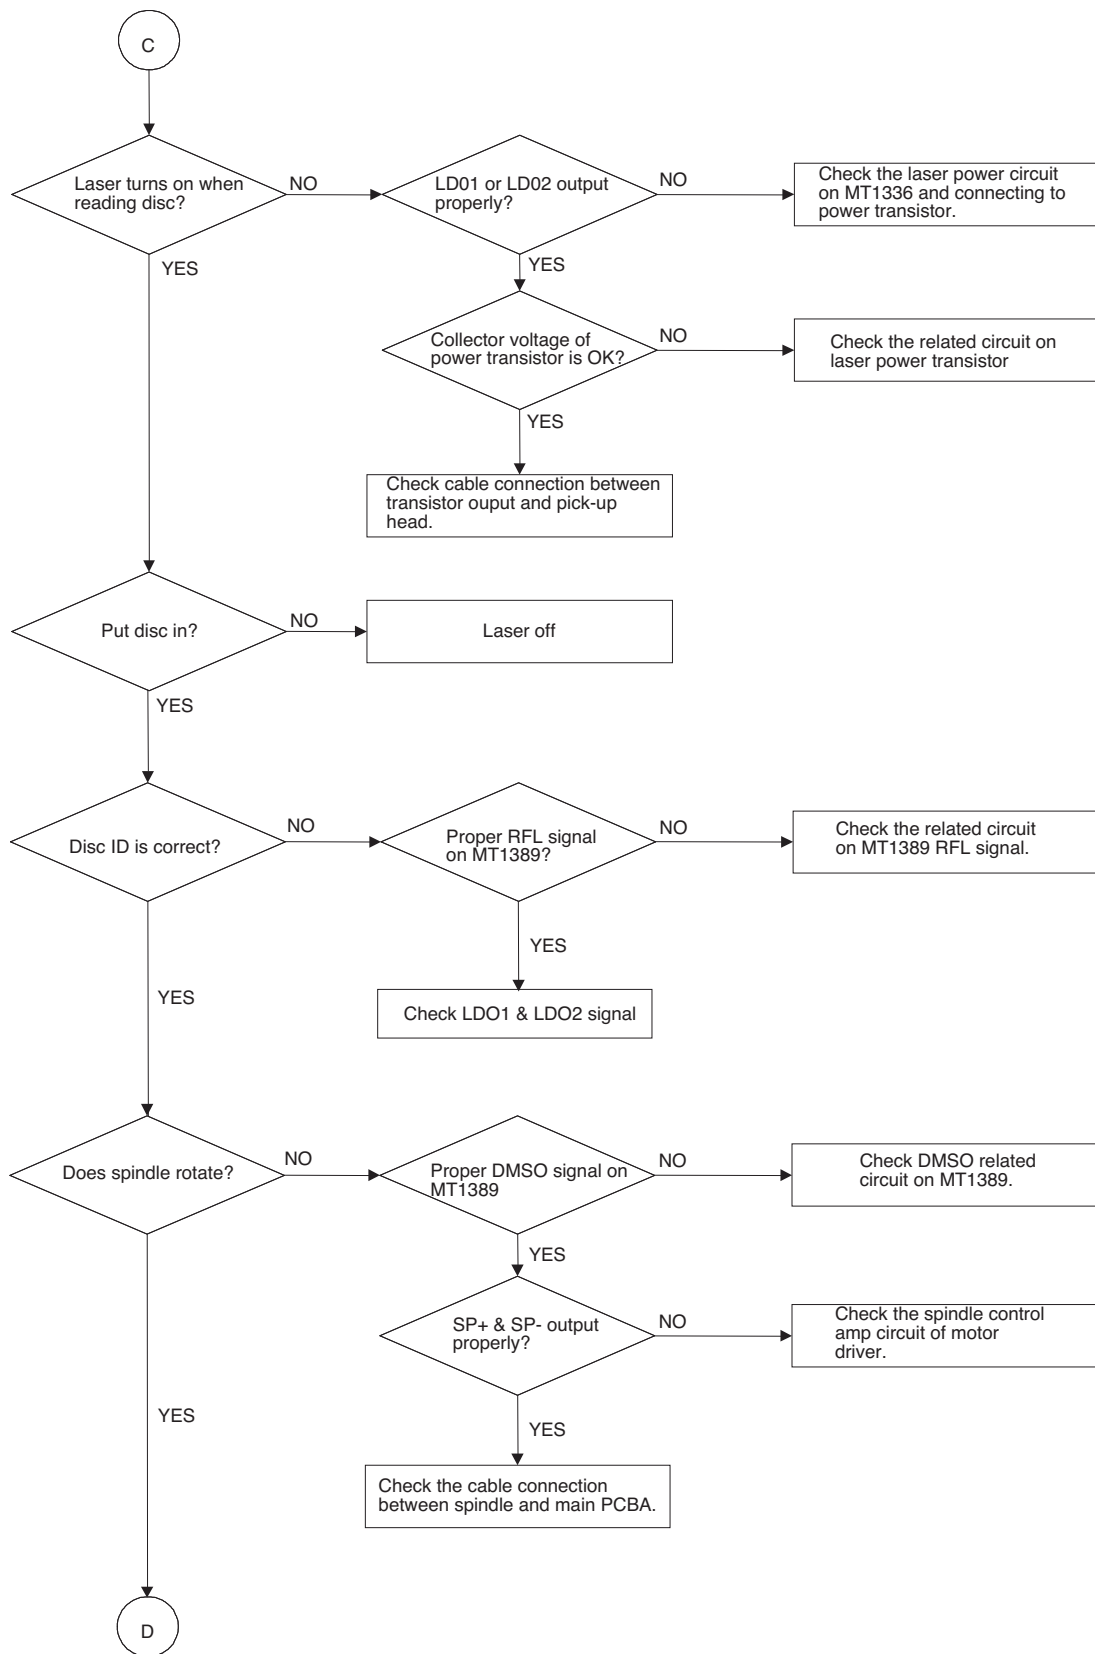 C
Laser turns on when
reading disc?
NO
LD01 or LD02 output
properly?
NO
Check the laser power circuit
on MT1336 and connecting to
power transistor.
YES
YES
Collector voltage of
power transistor is OK?
NO
Check the related circuit on
laser power transistor
YES
Check cable connection between
transistor ouput and pick-up
head.
Put disc in?
NO
Laser off
YES
Disc ID is correct?
NO
Proper RFL signal
on MT1389?
NO
Check the related circuit
on MT1389 RFL signal.
YES
YES
Check LDO1 & LDO2 signal
Does spindle rotate?
NO
Proper DMSO signal on
MT1389
NO
Check DMSO related
circuit on MT1389.
YES
SP+ & SP- output
properly?
NO
Check the spindle control
amp circuit of motor
driver.
YES
YES
Check the cable connection
between spindle and main PCBA.
D